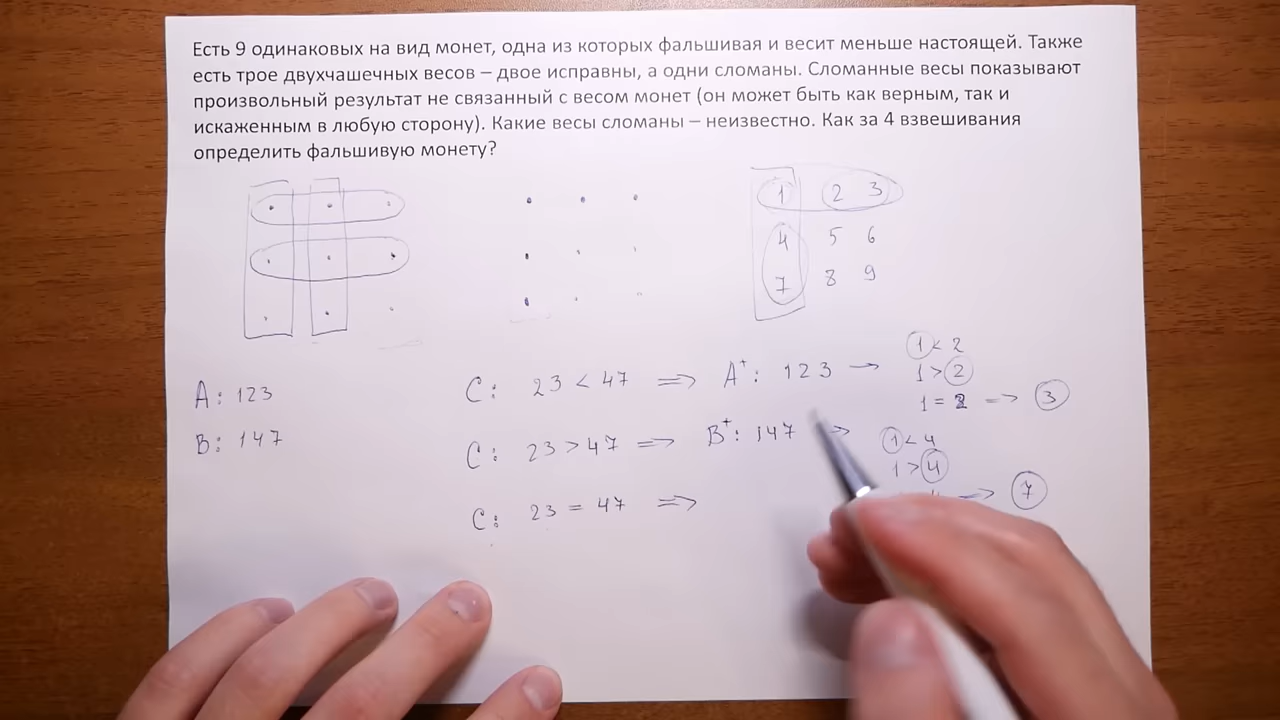 Есть 9 одинаковых на вид монет, одна из которых фальшивая и весит меньше настоящей. Также
есть трое двухчашечных весов – двое исправны, а одни сломаны. Сломанные весы показывают
произвольный результат не связанный с весом монет (он может быть как верным, так и
искаженным в любую сторону). Какие весы сломаны – неизвестно. Как за 4 взвешивания
определить фальшивую монету?
1 2 3
4 5 6
7 8 9
A: 123
B: 147
C: 23 < 47 => A⁺: 123 →
1 < 2
1 > 2
1 = 2 => 3
C: 23 > 47 => B⁺: 147 →
1 < 4
1 > 4
=> 7
C: 23 = 47 =>